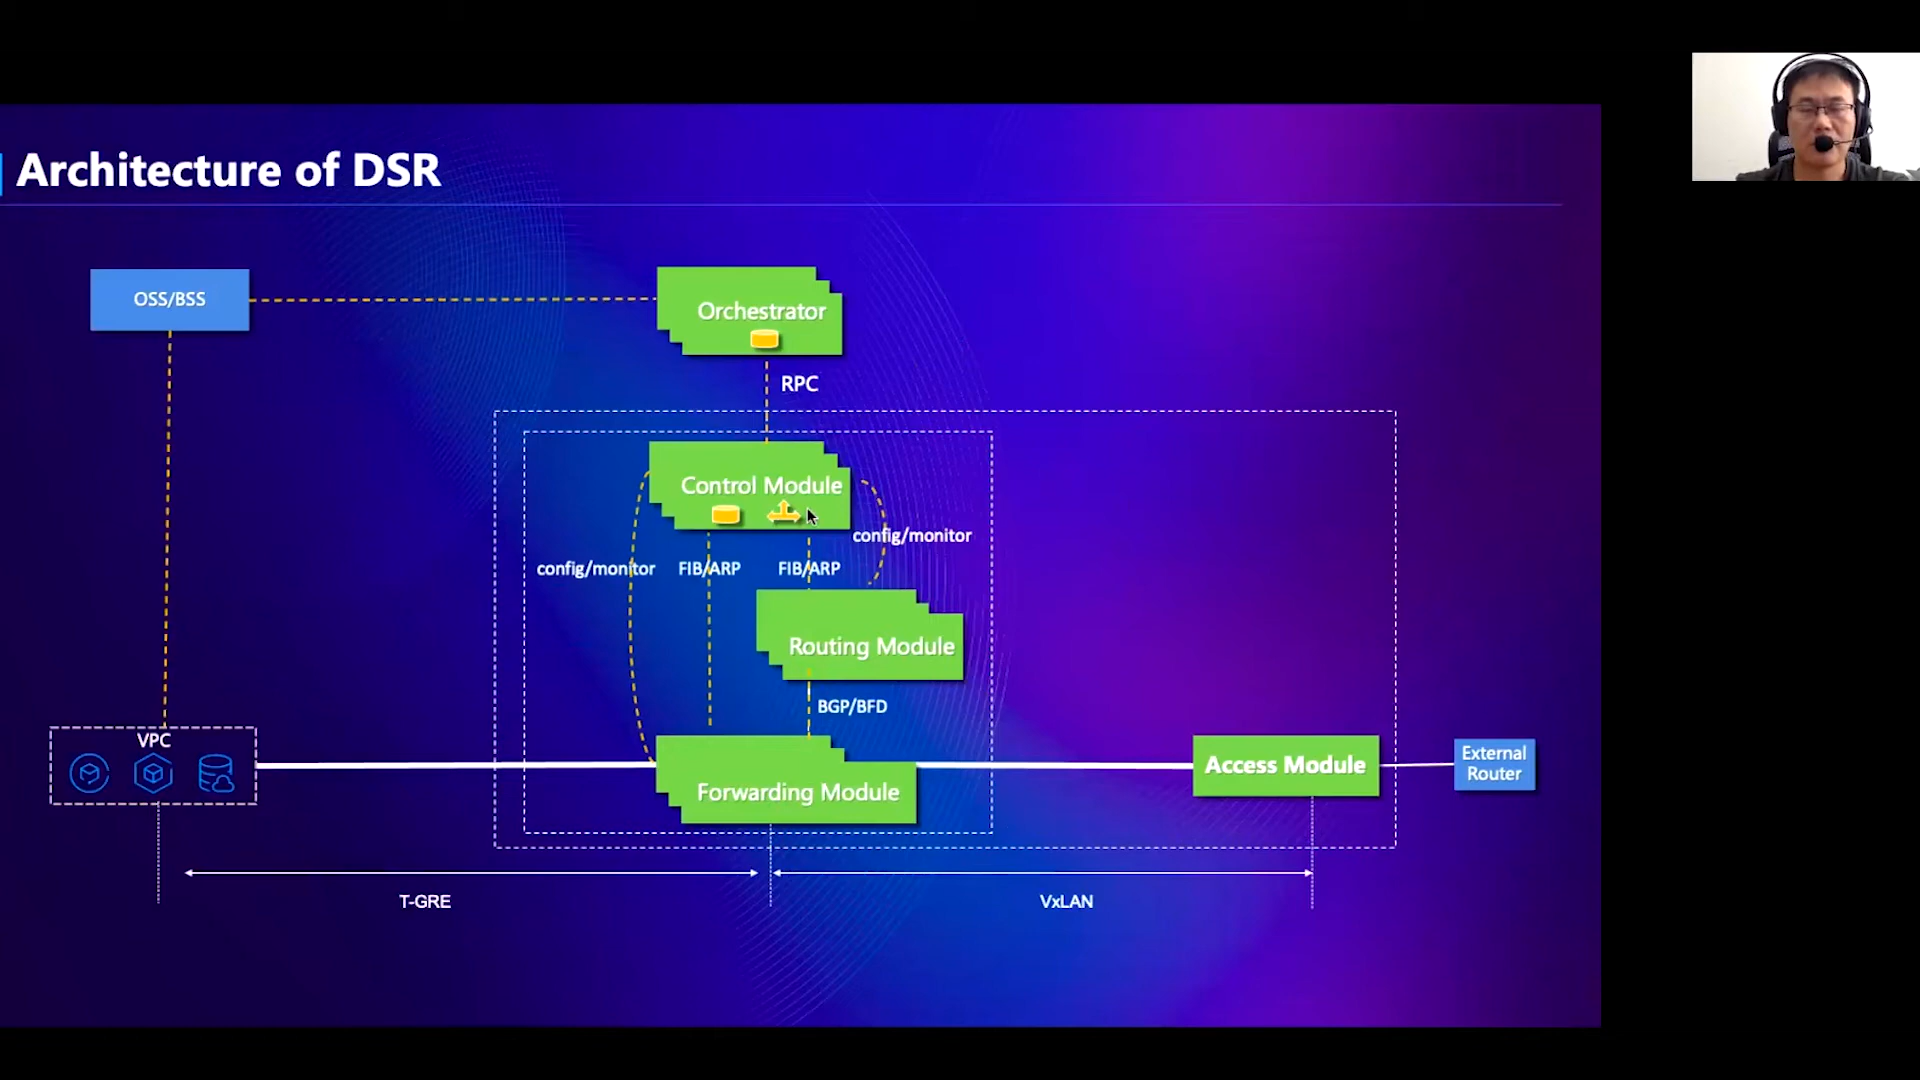 Architecture of DSR
OSS/BSS
Orchestrator
RPC
Control Module
config/monitor
config/monitor
FIB/ARP
FIB/ARP
Routing Module
BGP/BFD
VPC
Forwarding Module
Access Module
External
Router
T-GRE
VxLAN